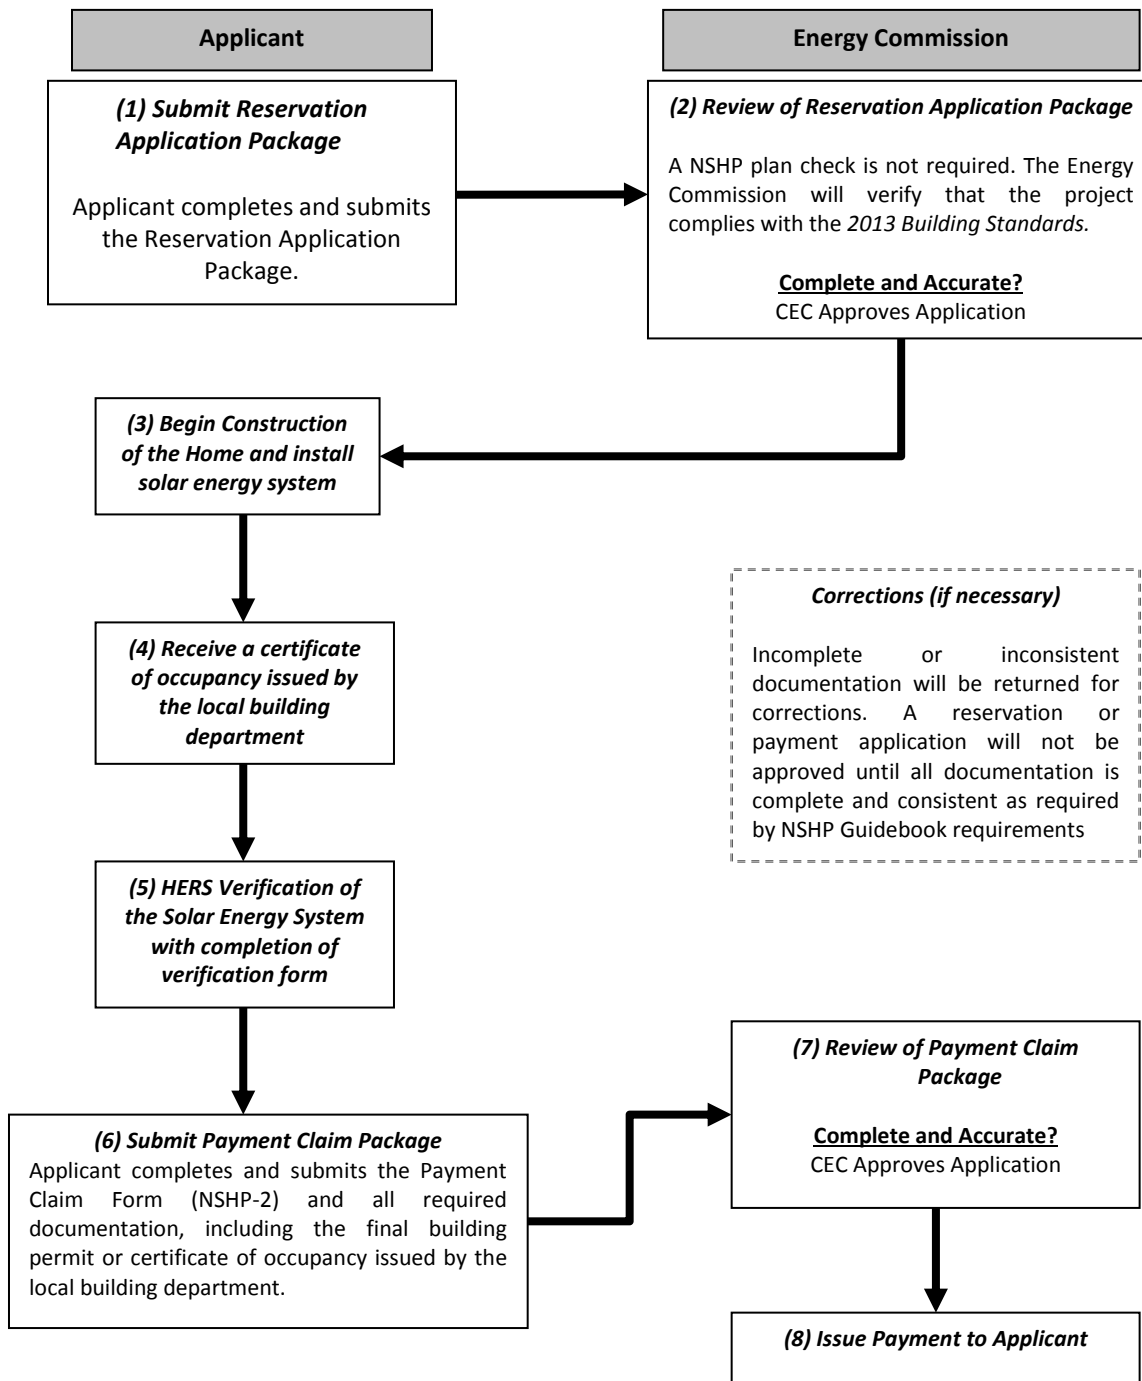 Applicant
Energy Commission
(1) Submit Reservation
Application Package
Applicant completes and submits
the Reservation Application
Package.
(2) Review of Reservation Application Package
A NSHP plan check is not required. The Energy
Commission will verify that the project
complies with the 2013 Building Standards.
Complete and Accurate?
CEC Approves Application
(3) Begin Construction
of the Home and install
solar energy system
(4) Receive a certificate
of occupancy issued by
the local building
department
Corrections (if necessary)
Incomplete or inconsistent
documentation will be returned for
corrections. A reservation or
payment application will not be
approved until all documentation is
complete and consistent as required
by NSHP Guidebook requirements
(5) HERS Verification of
the Solar Energy System
with completion of
verification form
(6) Submit Payment Claim Package
Applicant completes and submits the Payment
Claim Form (NSHP-2) and all required
documentation, including the final building
permit or certificate of occupancy issued by the
local building department.
(7) Review of Payment Claim
Package
Complete and Accurate?
CEC Approves Application
(8) Issue Payment to Applicant